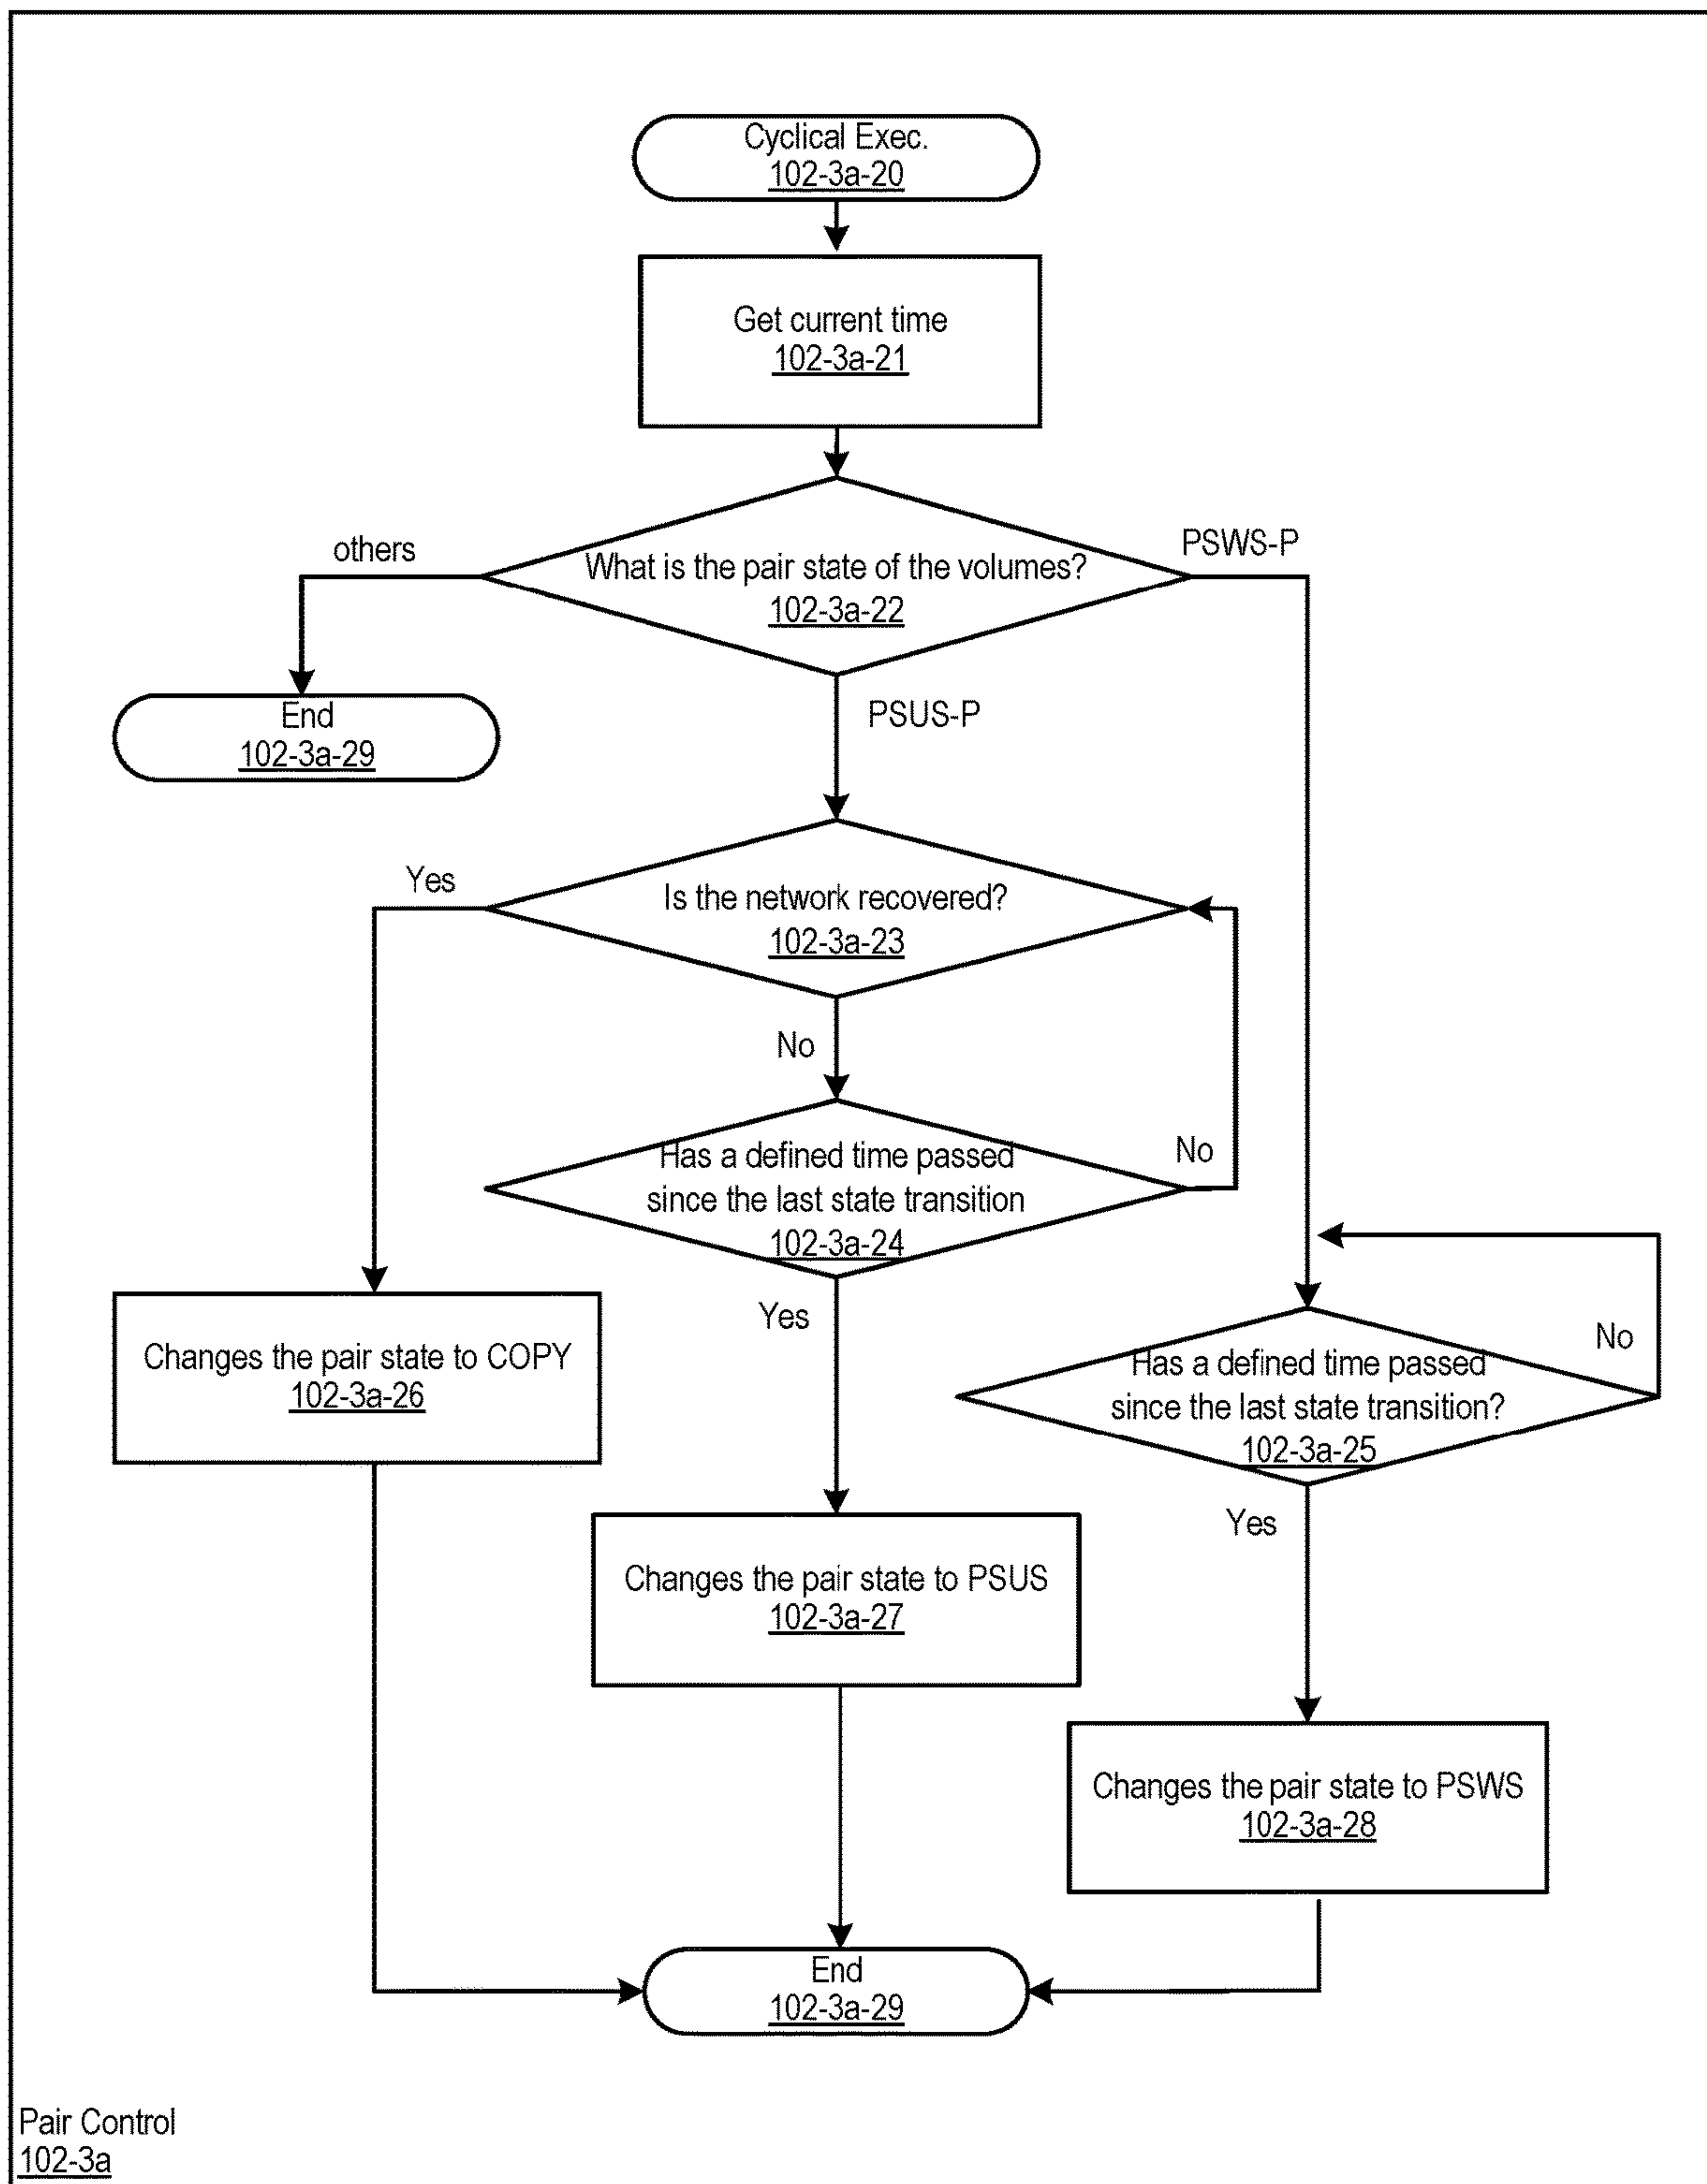 Cyclical Exec.
102-3a-20
Get current time
102-3a-21
others
PSWS-P
What is the pair state of the volumes?
102-3a-22
End
102-3a-29
PSUS-P
Yes
Is the network recovered?
102-3a-23
No
Has a defined time passed
since the last state transition
102-3a-24
No
Yes
Changes the pair state to COPY
102-3a-26
No
Has a defined time passed
since the last state transition?
102-3a-25
Yes
Changes the pair state to PSUS
102-3a-27
Changes the pair state to PSWS
102-3a-28
End
102-3a-29
Pair Control
102-3a